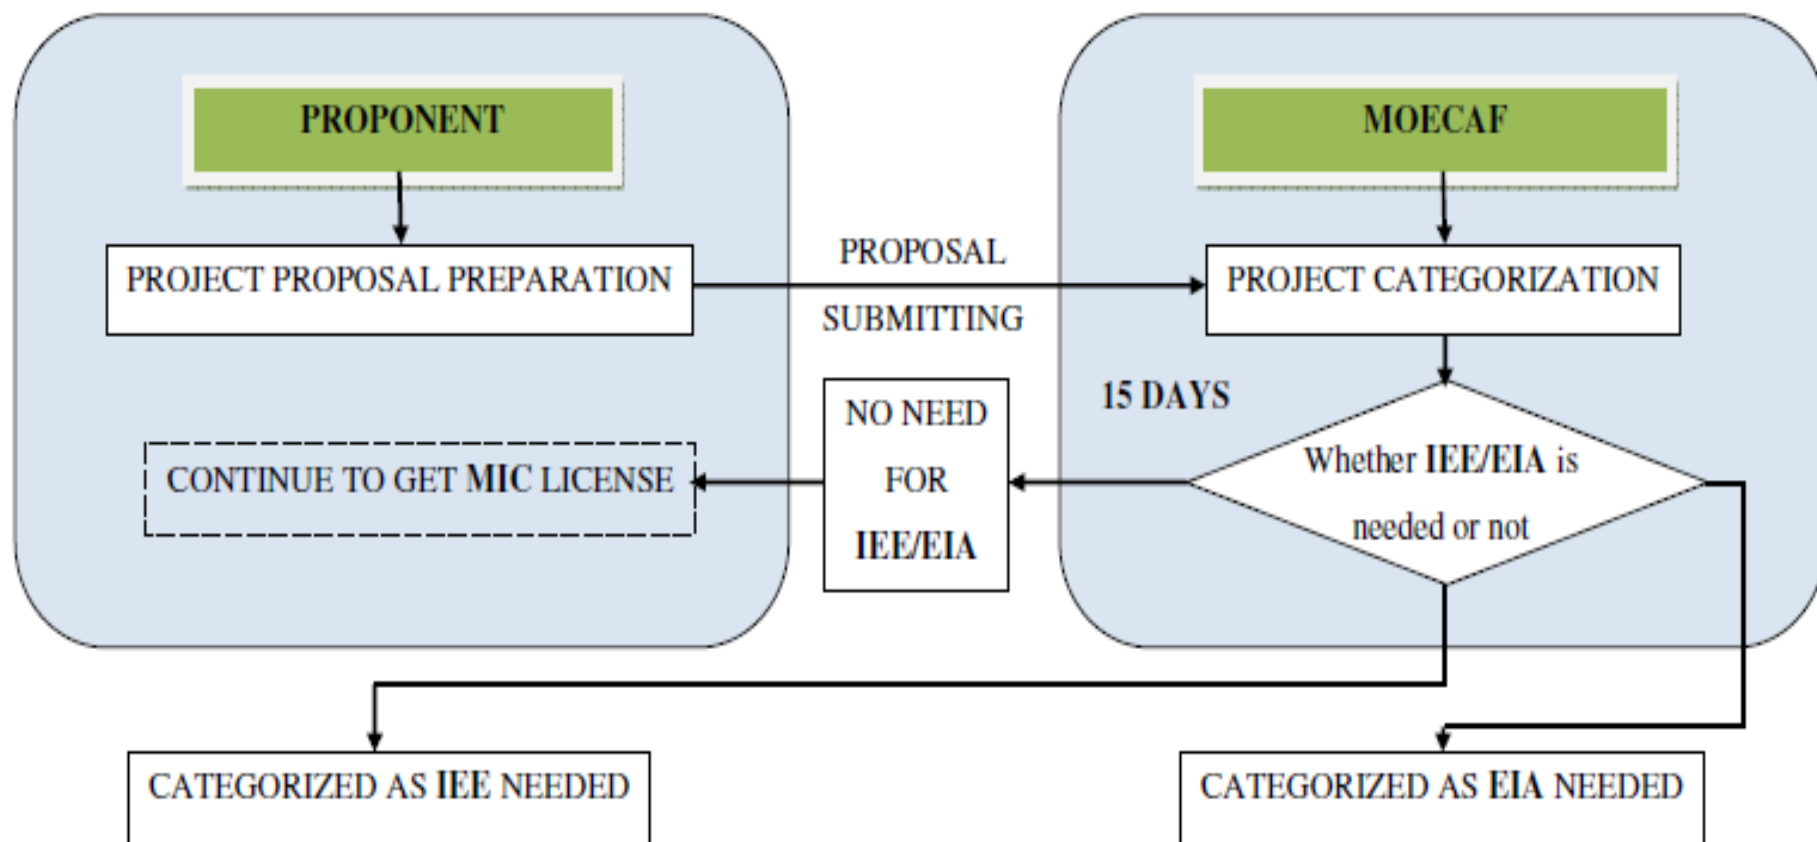 PROPONENT
MOECAF
PROJECT PROPOSAL PREPARATION
PROPOSAL
SUBMITTING
PROJECT CATEGORIZATION
15 DAYS
Whether IEE/EIA is
needed or not
NO NEED
FOR
IEE/EIA
CONTINUE TO GET MIC LICENSE
CATEGORIZED AS IEE NEEDED
CATEGORIZED AS EIA NEEDED